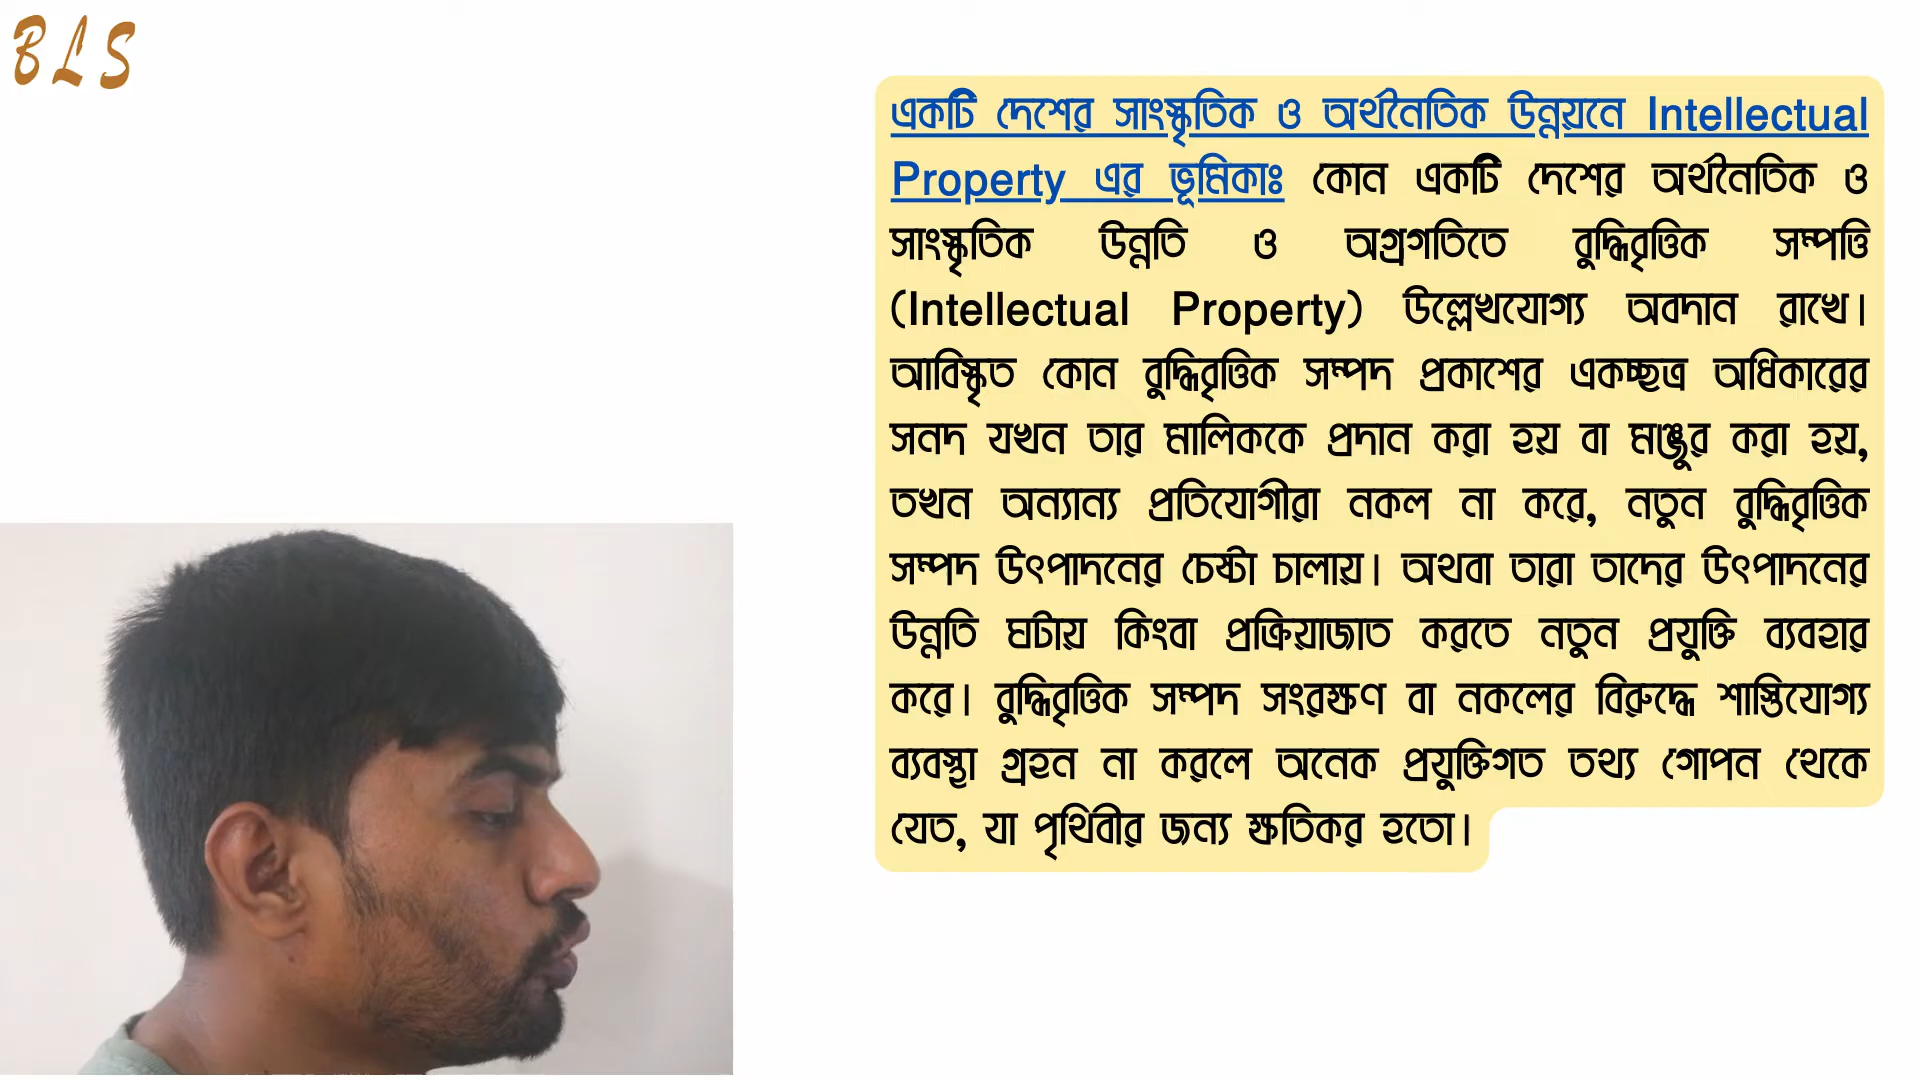 BLS
একটি দেশের সাংস্কৃতিক ও অর্থনৈতিক উন্নয়নে Intellectual
Property এর ভূমিকাঃ কোন একটি দেশের অর্থনৈতিক ও
সাংস্কৃতিক উন্নতি ও অগ্রগতিতে বুদ্ধিবৃত্তিক সম্পত্তি
(Intellectual Property) উল্লেখযোগ্য অবদান রাখে।
আবিস্কৃত কোন বুদ্ধিবৃত্তিক সম্পদ প্রকাশের একচ্ছত্র অধিকারের
সনদ যখন তার মালিককে প্রদান করা হয় বা মঞ্জুর করা হয়,
তখন অন্যান্য প্রতিযোগীরা নকল না করে, নতুন বুদ্ধিবৃত্তিক
সম্পদ উৎপাদনের চেষ্টা চালায়। অথবা তারা তাদের উৎপাদনের
উন্নতি ঘটায় কিংবা প্রক্রিয়াজাত করতে নতুন প্রযুক্তি ব্যবহার
করে। বুদ্ধিবৃত্তিক সম্পদ সংরক্ষণ বা নকলের বিরুদ্ধে শাস্তিযোগ্য
ব্যবস্থা গ্রহন না করলে অনেক প্রযুক্তিগত তথ্য গোপন থেকে
যেত, যা পৃথিবীর জন্য ক্ষতিকর হতো।